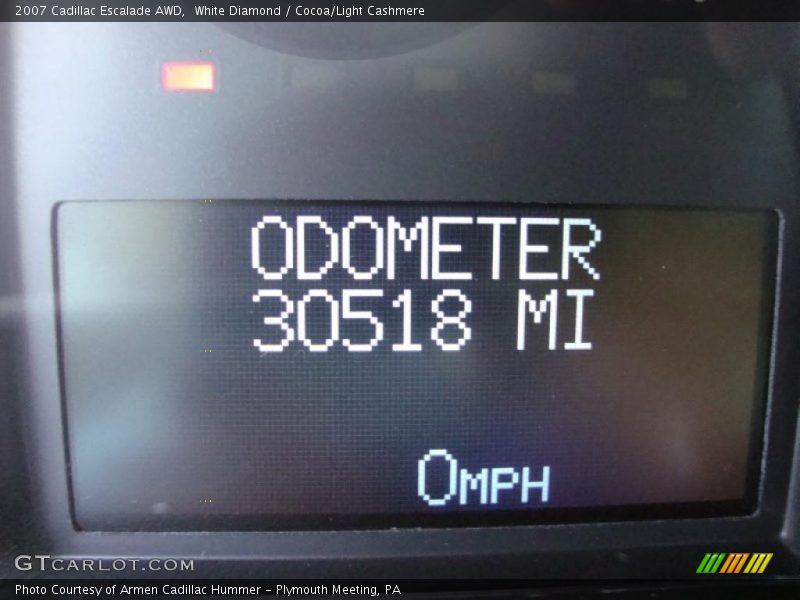 2007 Cadillac Escalade AWD,  White Diamond / Cocoa/Light Cashmere
ODOMETER
30518 MI
0MPH
GTCARLOT.COM
Photo Courtesy of Armen Cadillac Hummer - Plymouth Meeting, PA